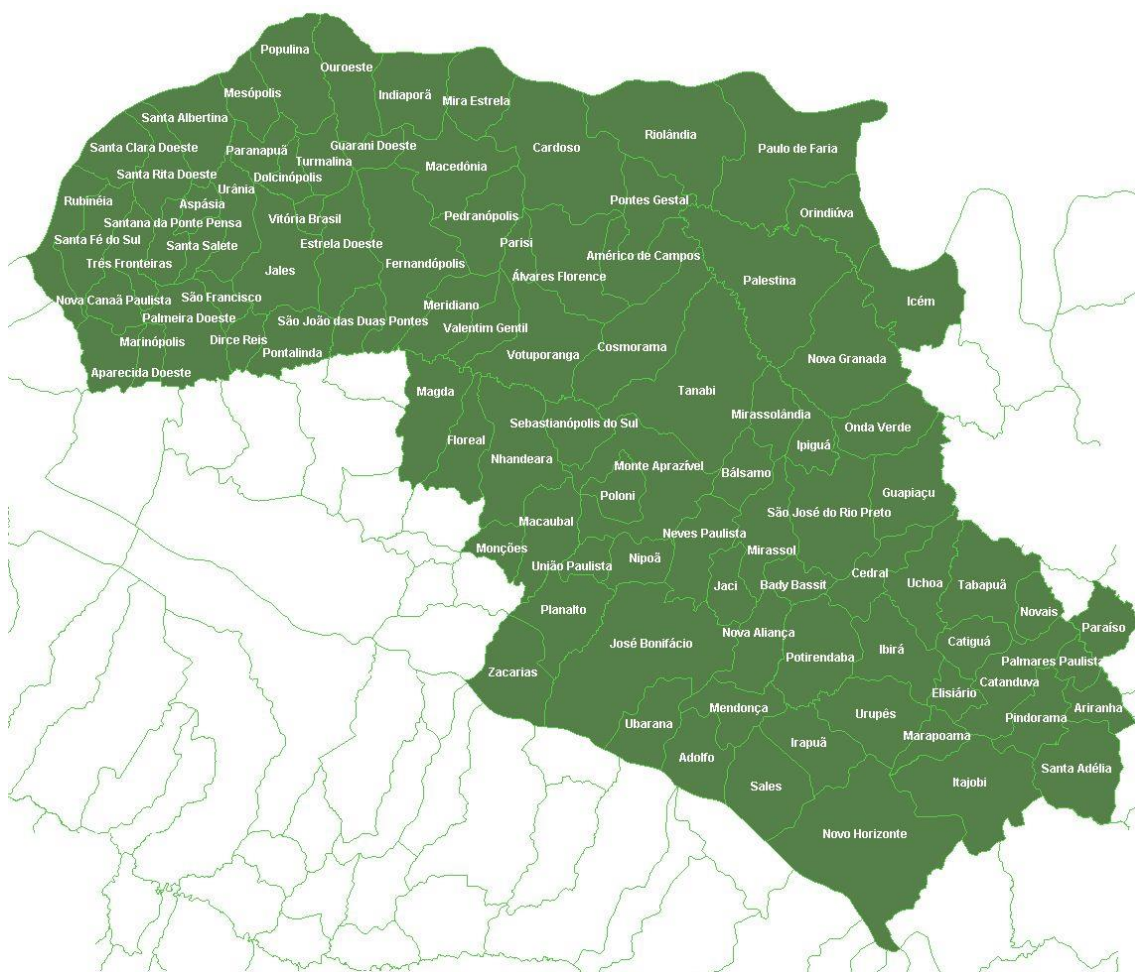 Populina
Ouroeste
Mesópolis
Indiaporã
Mira Estrela
Santa Albertina
Riolândia
Santa Clara Doeste
Paranapuã
Guarani Doeste
Cardoso
Paulo de Faria
Turmalina
Macedônia
Santa Rita Doeste
Dolcinópolis
Urânia
Rubinéia
Aspásia
Pontes Gestal
Santana da Ponte Pensa
Vitória Brasil
Pedranópolis
Orindiúva
Santa Fé do Sul
Santa Salete
Estrela Doeste
Parisi
Américo de Campos
Três Fronteiras
Jales
Fernandópolis
Álvares Florence
Palestina
Nova Canaã Paulista
São Francisco
Meridiano
Icém
Palmeira Doeste
São João das Duas Pontes
Valentim Gentil
Marinópolis
Dirce Reis
Pontalinda
Votuporanga
Cosmorama
Nova Granada
Aparecida Doeste
Magda
Tanabi
Mirassolândia
Sebastianópolis do Sul
Onda Verde
Floreal
Ipiguá
Nhandeara
Monte Aprazível
Bálsamo
Poloni
Guapiaçu
São José do Rio Preto
Macaubal
Neves Paulista
Monções
Mirassol
União Paulista
Nipoã
Cedral
Jaci
Bady Bassit
Uchoa
Tabapuã
Planalto
Novais
Paraíso
José Bonifácio
Nova Aliança
Catiguá
Ibirá
Potirendaba
Palmares Paulista
Zacarias
Catanduva
Elisiário
Mendonça
Urupés
Ariranha
Ubarana
Pindorama
Marapoama
Irapuã
Adolfo
Santa Adélia
Sales
Itajobi
Novo Horizonte